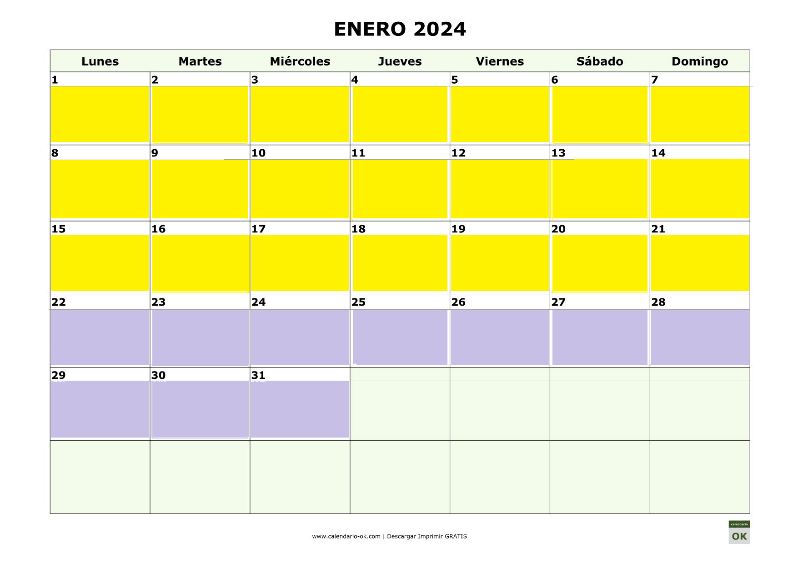 ENERO 2024
Lunes Martes Miércoles Jueves Viernes Sábado Domingo
1 2 3 4 5 6 7
8 9 10 11 12 13 14
15 16 17 18 19 20 21
22 23 24 25 26 27 28
29 30 31
www.calendario-ok.com | Descargar Imprimir GRATIS
calendario
OK